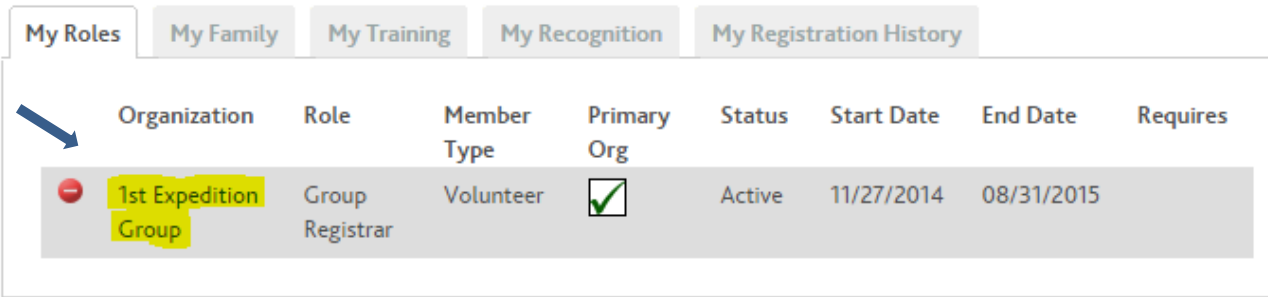 My Roles My Family My Training My Recognition My Registration History
Organization Role Member Type Primary Org Status Start Date End Date Requires
1st Expedition Group Group Registrar Volunteer Active 11/27/2014 08/31/2015